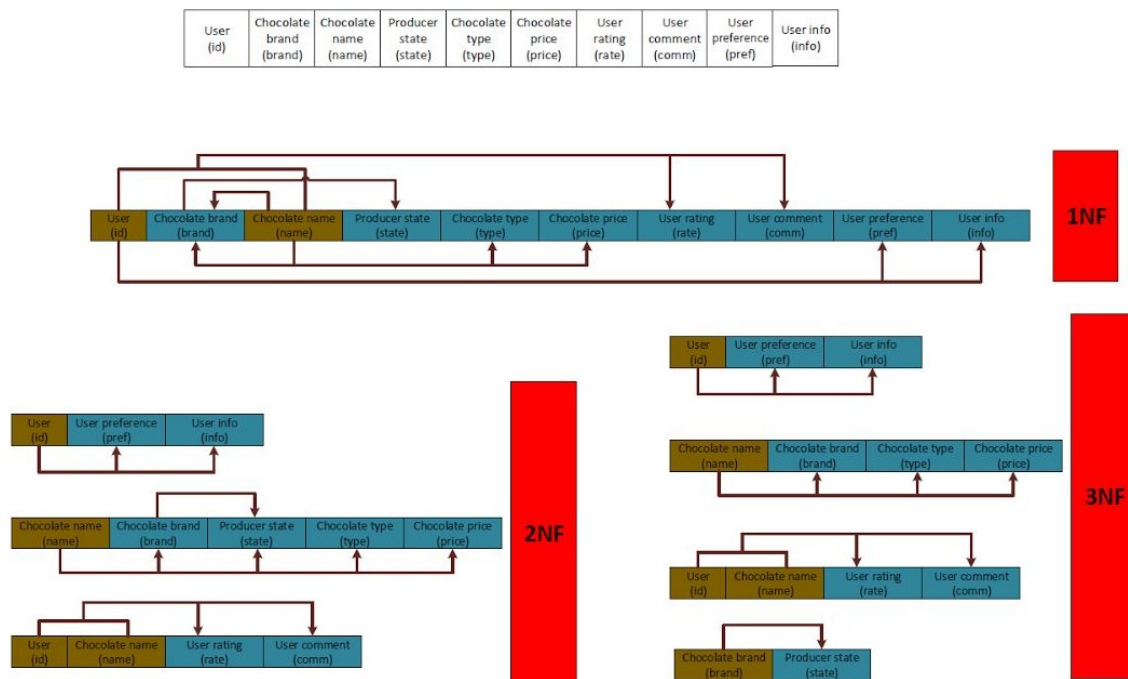 User Chocolate Chocolate Producer Chocolate Chocolate User User User User info
(id) brand name state type price rating comment preference (info)
(brand) (name) (state) (type) (price) (rate) (comm) (pref)
User Chocolate brand Chocolate name Producer state Chocolate type Chocolate price User rating User comment User preference User info
(id) (brand) (name) (state) (type) (price) (rate) (comm) (pref) (info)
1NF
User User preference User info
(id) (pref) (info)
Chocolate name Chocolate brand Producer state Chocolate type Chocolate price
(name) (brand) (state) (type) (price)
User Chocolate name User rating User comment
(id) (name) (rate) (comm)
2NF
User User preference User info
(id) (pref) (info)
Chocolate name Chocolate brand Chocolate type Chocolate price
(name) (brand) (type) (price)
User Chocolate name User rating User comment
(id) (name) (rate) (comm)
Chocolate brand Producer state
(brand) (state)
3NF